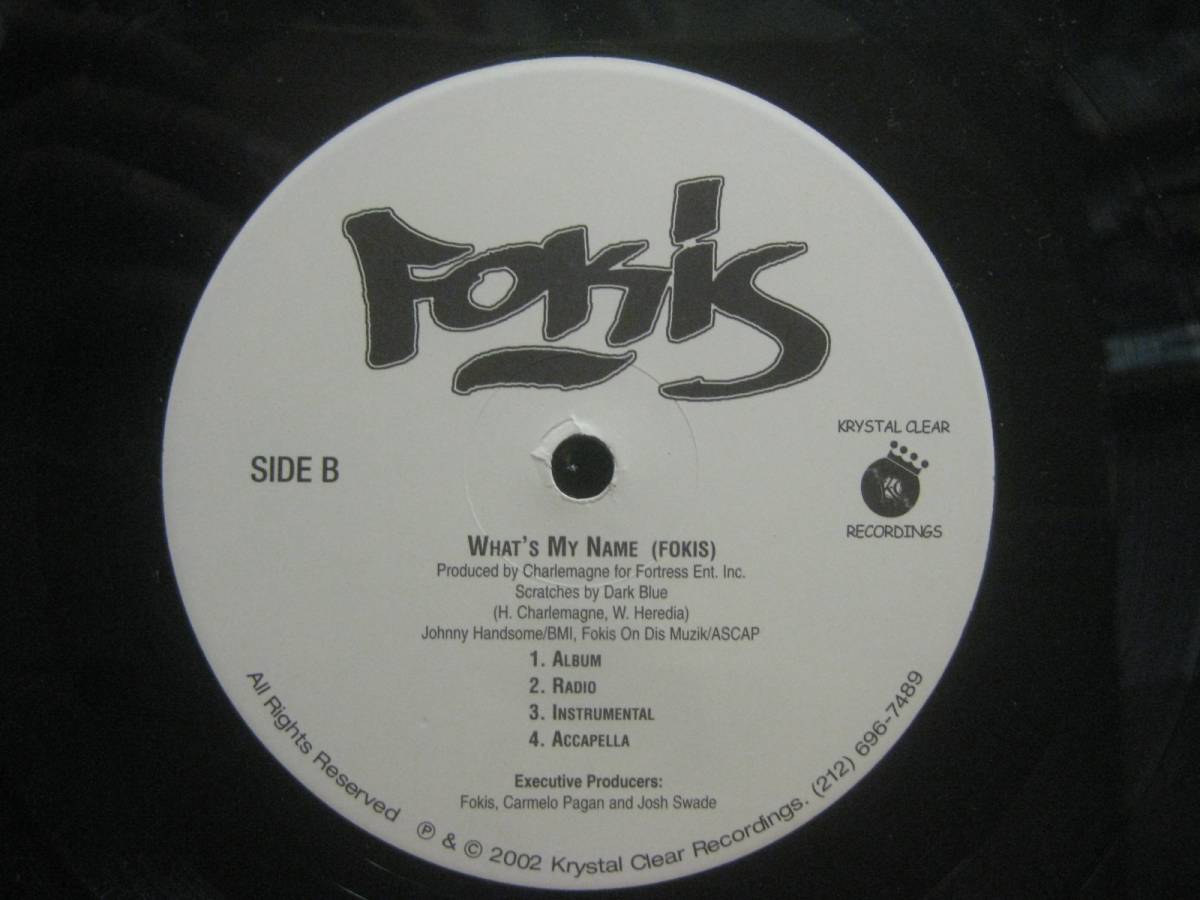 FOKIS
SIDE B
KRYSTAL CLEAR
KC
RECORDINGS
WHAT'S MY NAME (FOKIS)
Produced by Charlemagne for Fortress Ent. Inc.
Scratches by Dark Blue
(H. Charlemagne, W. Heredia)
Johnny Handsome/BMI, Fokis On Dis Muzik/ASCAP
1. ALBUM
2. RADIO
3. INSTRUMENTAL
4. ACCAPELLA
Executive Producers:
Fokis, Carmelo Pagan and Josh Swade
All Rights Reserved ℗ & © 2002 Krystal Clear Recordings. (212) 696-7489